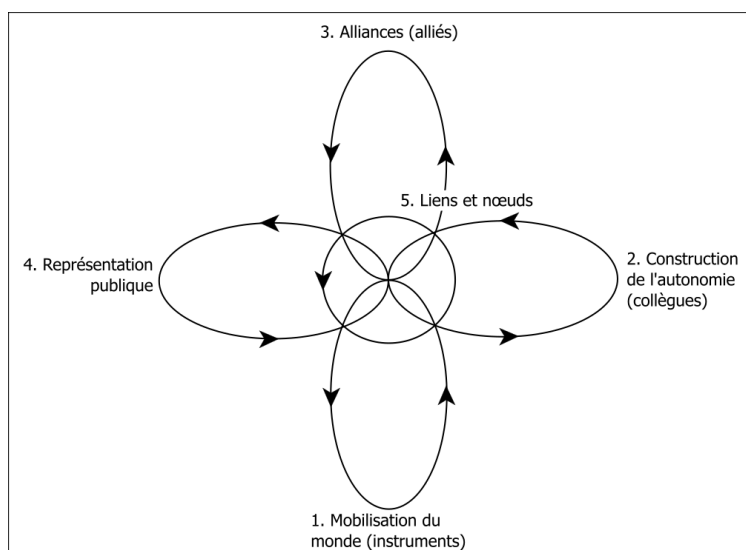 3. Alliances (alliés)
5. Liens et nœuds
4. Représentation
publique
2. Construction
de l'autonomie
(collègues)
1. Mobilisation du
monde (instruments)